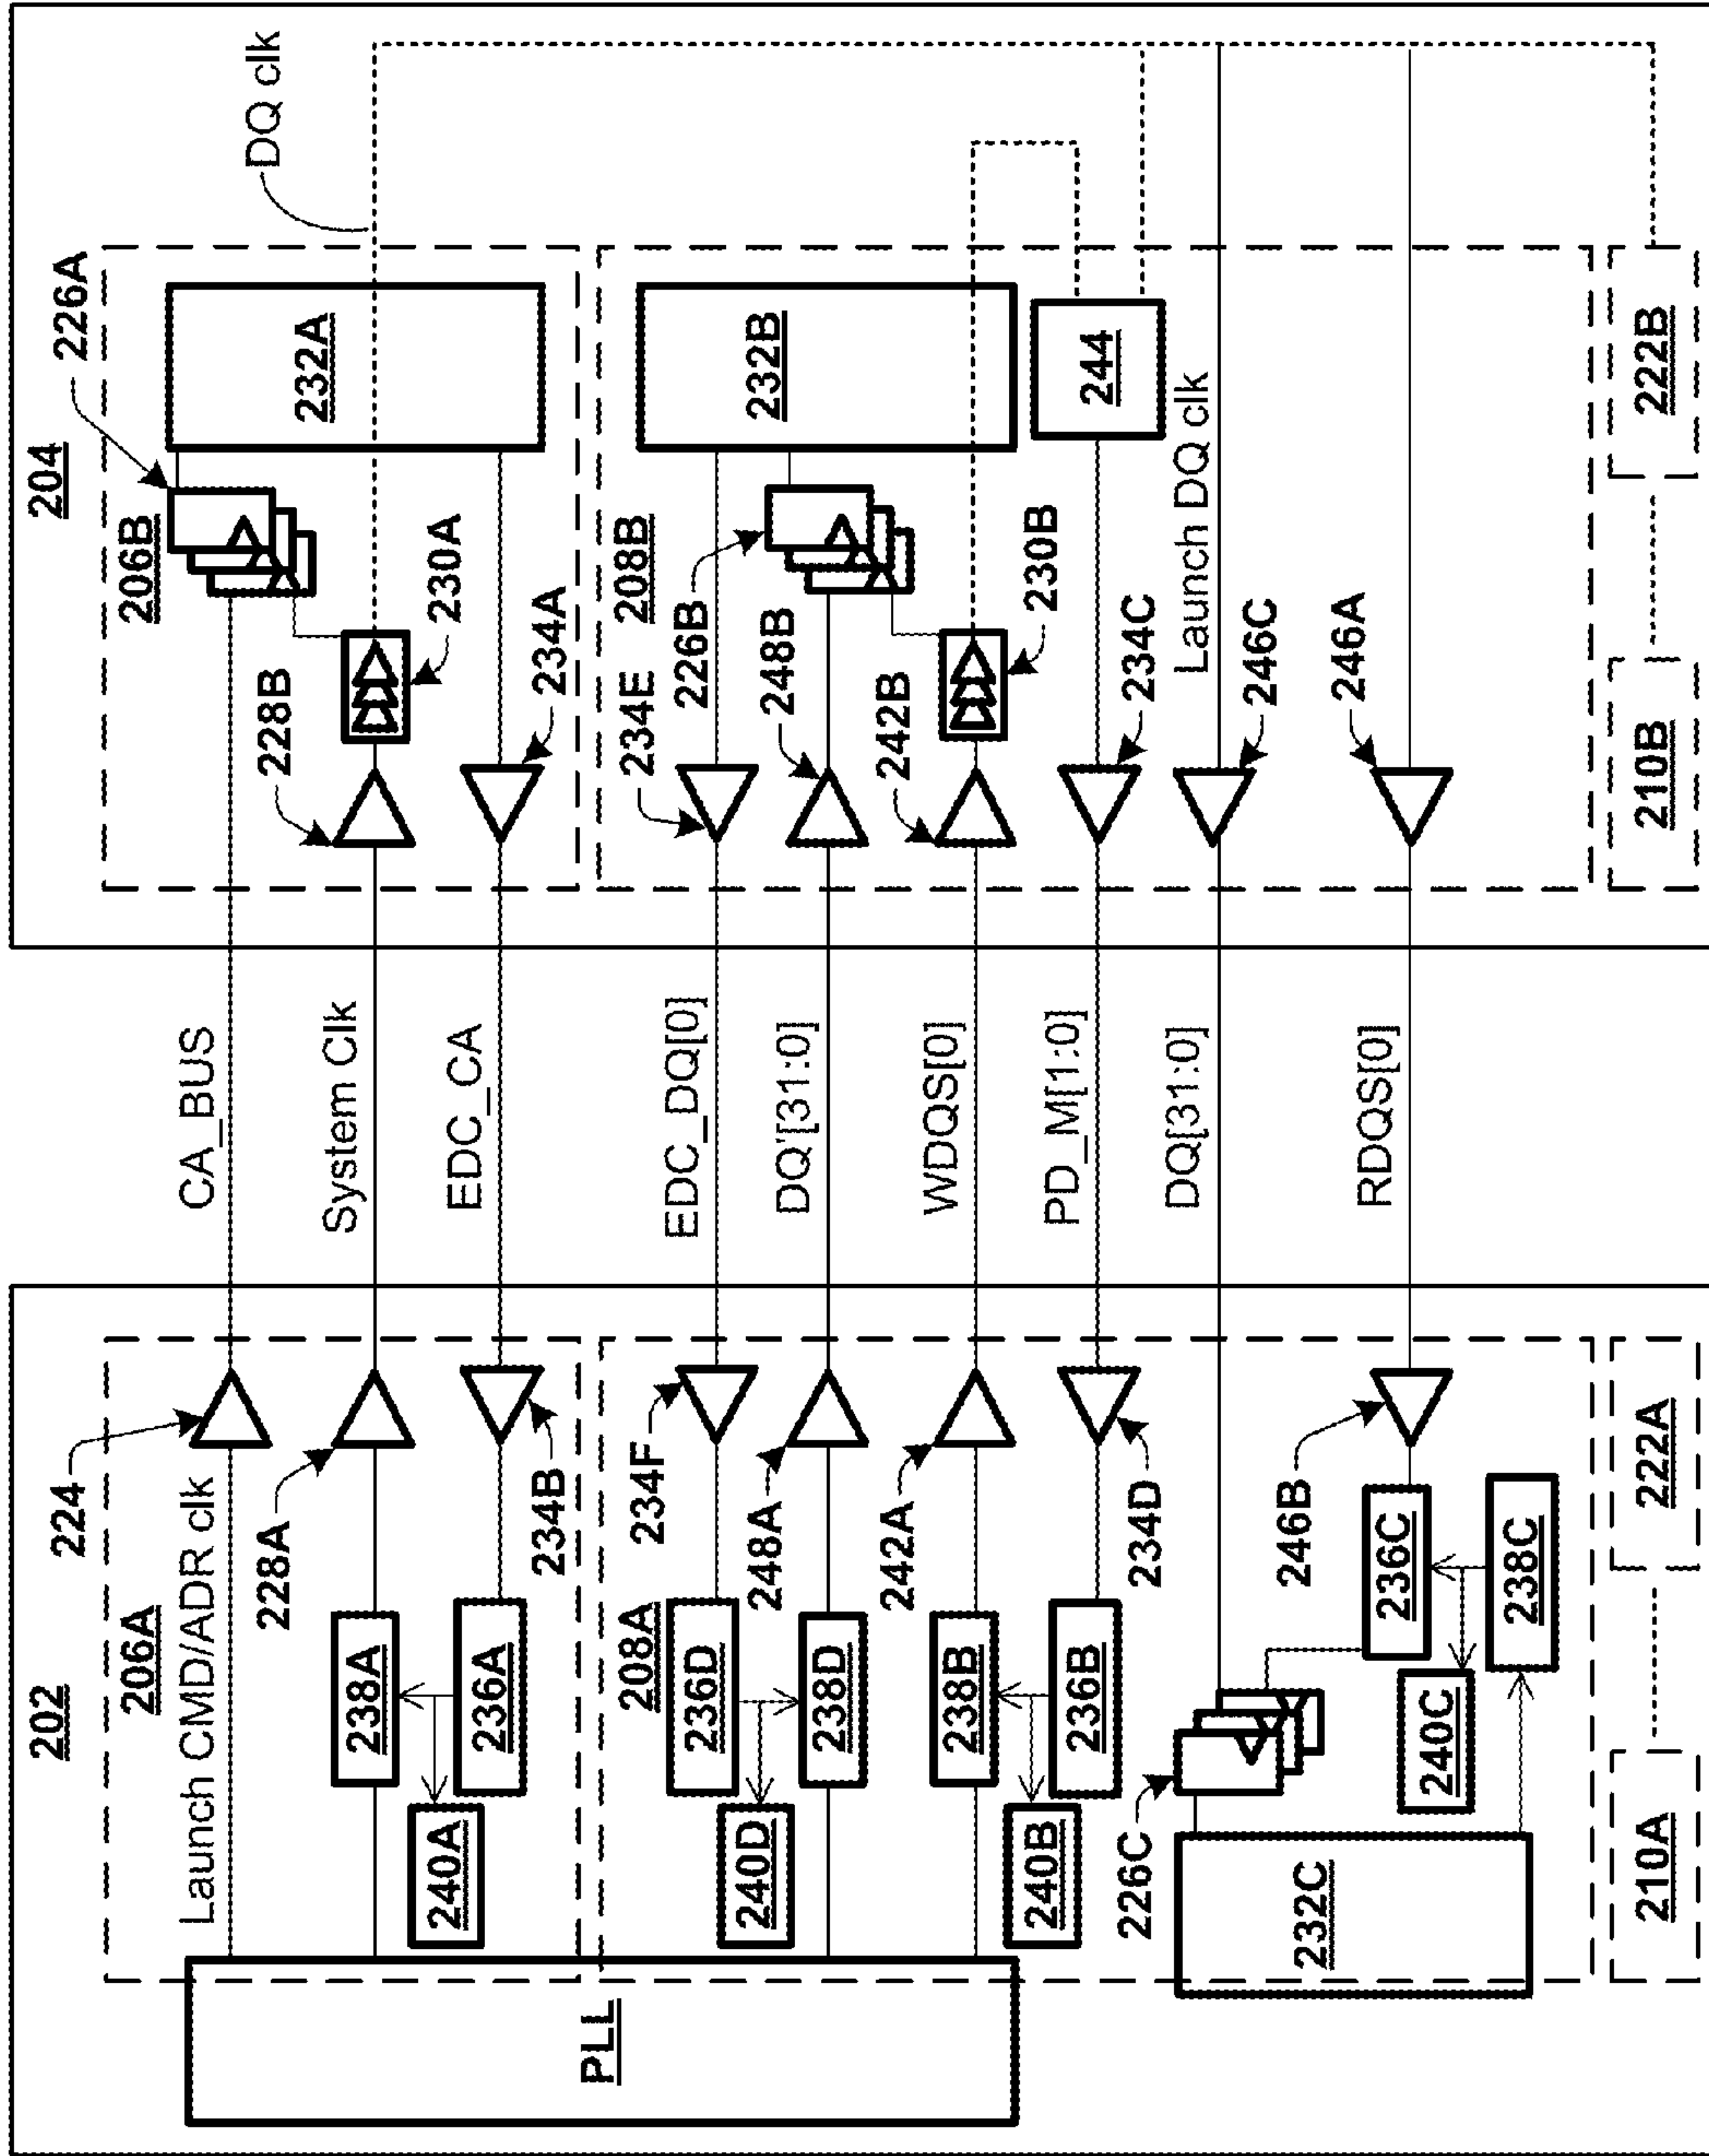 202
206A
Launch CMD/ADR clk
224
228A
238A
236A
240A
234B
PLL
208A
234F
236D
240D
248A
238D
242A
238B
236B
240B
234D
226C
232C
246B
236C
240C
238C
210A
222A
CA_BUS
System Clk
EDC_CA
EDC_DQ[0]
DQ'[31:0]
WDQS[0]
PD_M[1:0]
DQ[31:0]
RDQS[0]
204
206B
226A
232A
DQ clk
228B
230A
234A
208B
234E
226B
232B
248B
242B
230B
244
234C
Launch DQ clk
246C
246A
210B
222B